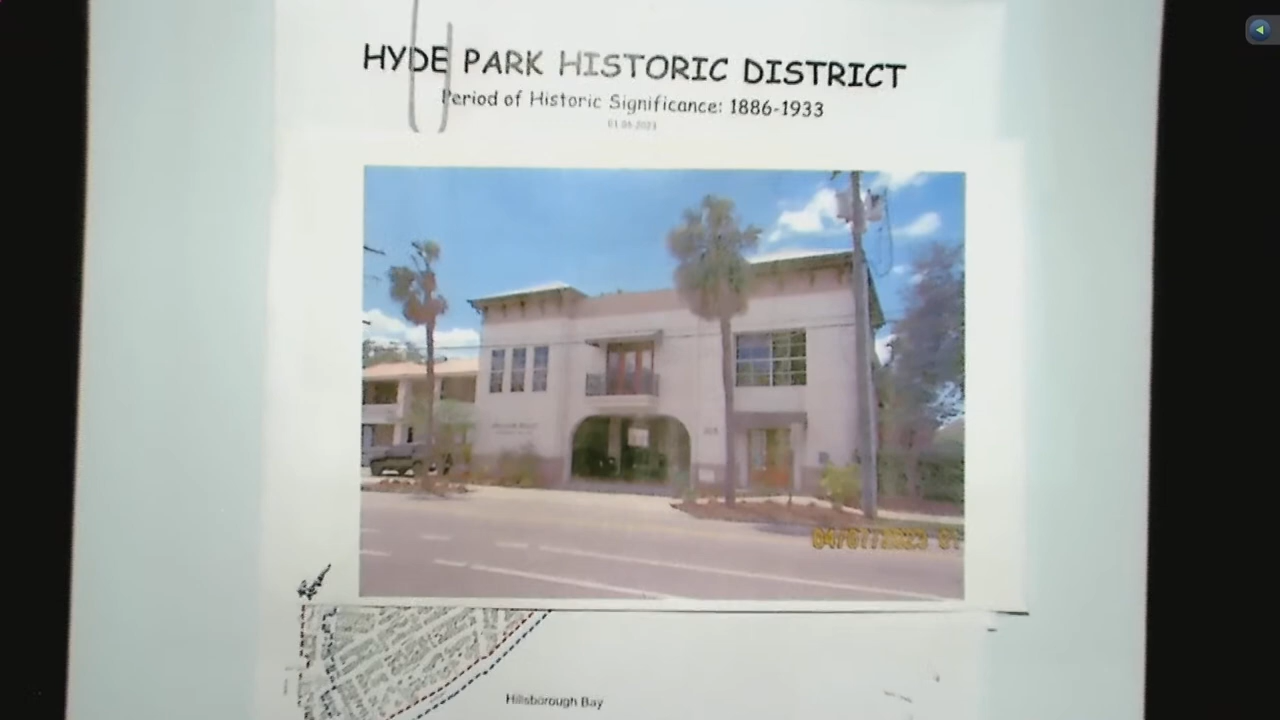 HYDE PARK HISTORIC DISTRICT
Period of Historic Significance: 1886-1933
Hillsborough Bay